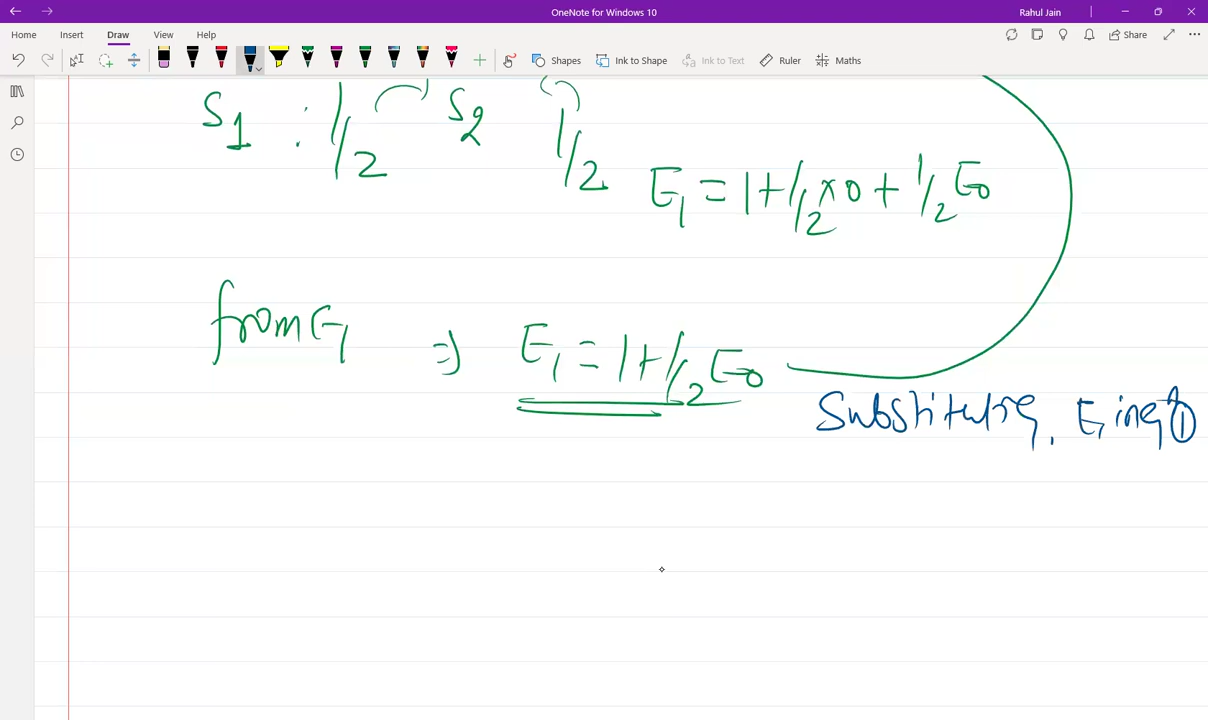 OneNote for Windows 10
Rahul Jain
Home Insert Draw View Help
Share
Shapes Ink to Shape Ink to Text Ruler Maths
S1 : 1/2 S2 1/2
E1 = 1 + 1/2 x 0 + 1/2 E0
from E1 ⇒ E1 = 1 + 1/2 E0
Substituting, E1 in eqn ①